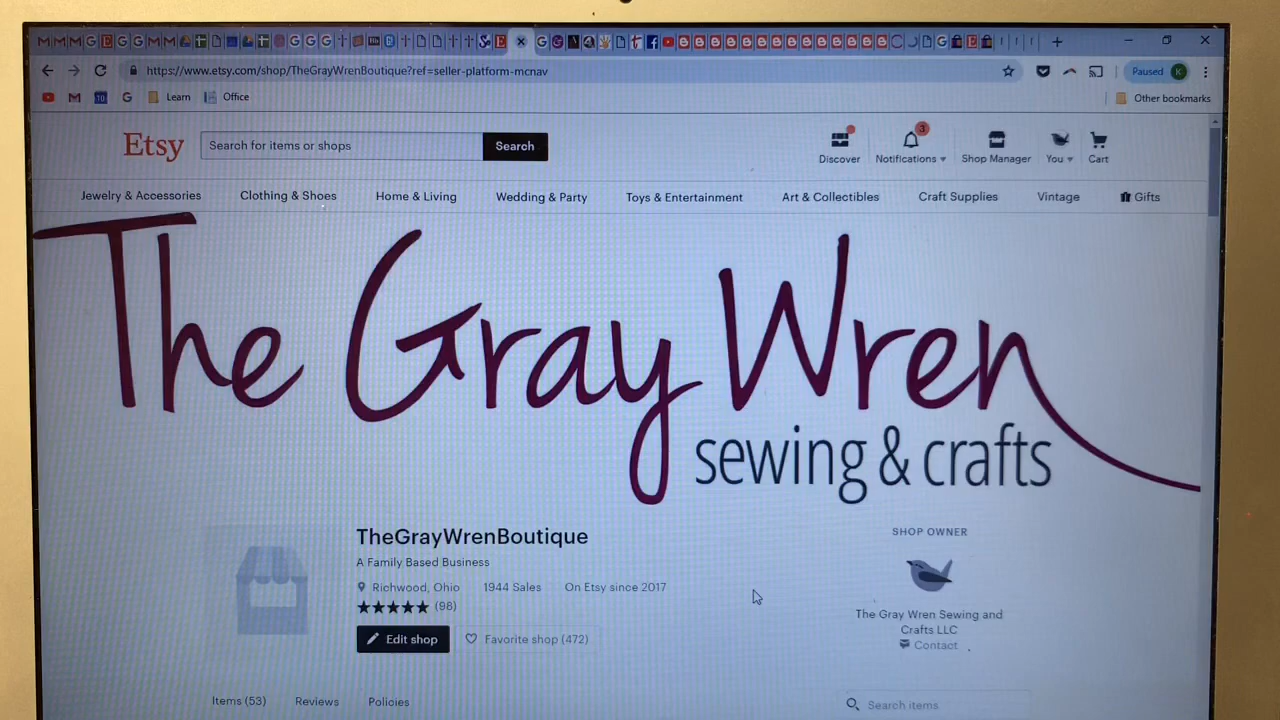 https://www.etsy.com/shop/TheGrayWrenBoutique?ref=seller-platform-mcnav
Paused K
10 Learn Office Other bookmarks
Etsy Search for items or shops Search
3
Discover Notifications Shop Manager You Cart
Jewelry & Accessories Clothing & Shoes Home & Living Wedding & Party Toys & Entertainment Art & Collectibles Craft Supplies Vintage Gifts
The Gray Wren
sewing & crafts
TheGrayWrenBoutique
A Family Based Business
Richwood, Ohio 1944 Sales On Etsy since 2017
(98)
Edit shop Favorite shop (472)
SHOP OWNER
The Gray Wren Sewing and
Crafts LLC
Contact
Items (53) Reviews Policies
Search items